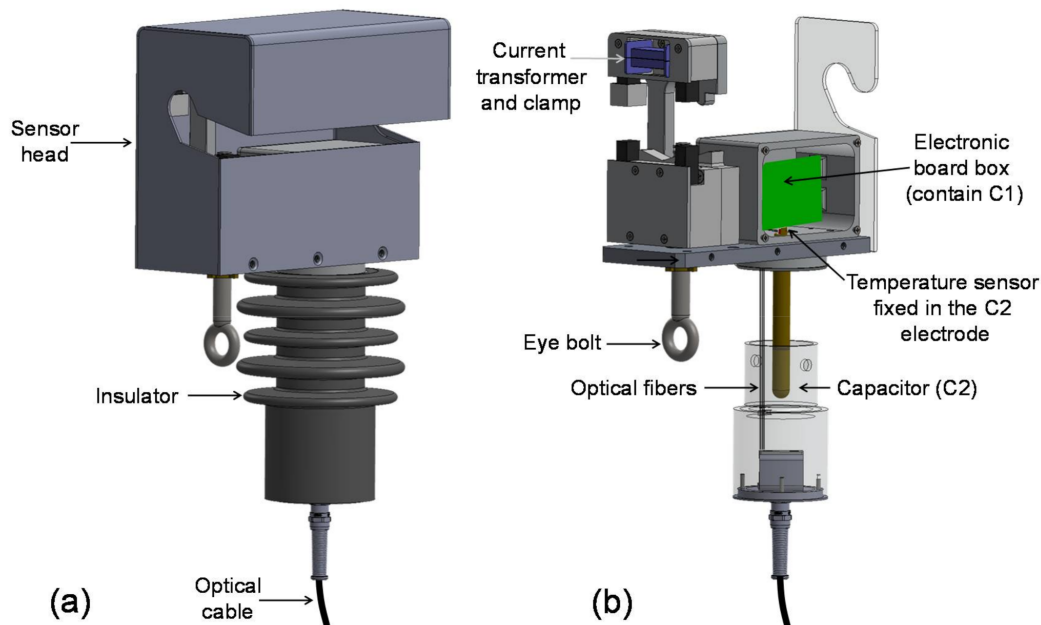 Sensor
head
Insulator
Optical
cable
(a)
Current
transformer
and clamp
Electronic
board box
(contain C1)
Temperature sensor
fixed in the C2
electrode
Eye bolt
Optical fibers
Capacitor (C2)
(b)